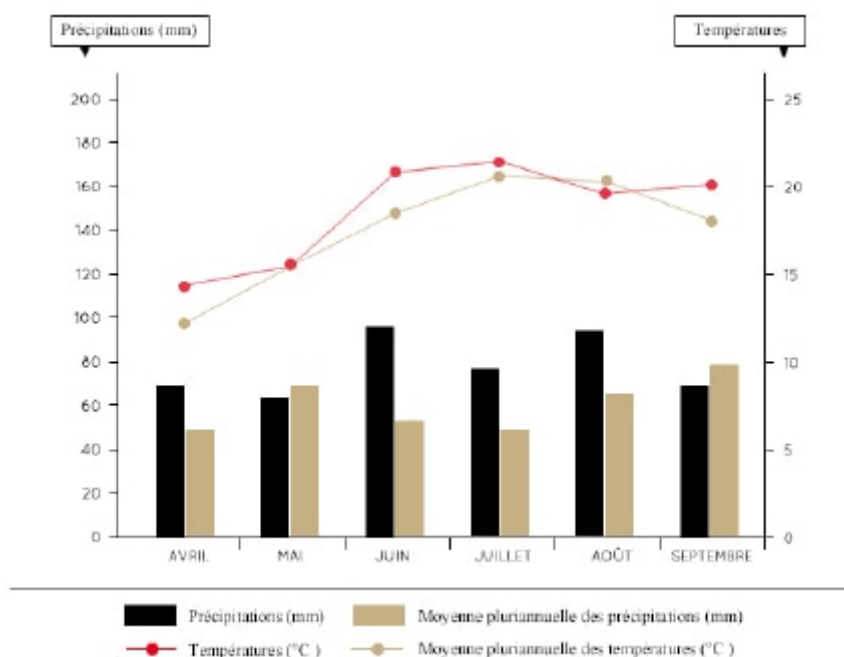 Précipitations (mm) Températures
200 25
180
160 20
140
120 15
100
80 10
60
40 5
20
0 0
AVRIL MAI JUIN JUILLET AOÛT SEPTEMBRE
Précipitations (mm) Moyenne pluriannuelle des précipitations (mm)
Températures (°C ) Moyenne pluriannuelle des températures (°C )